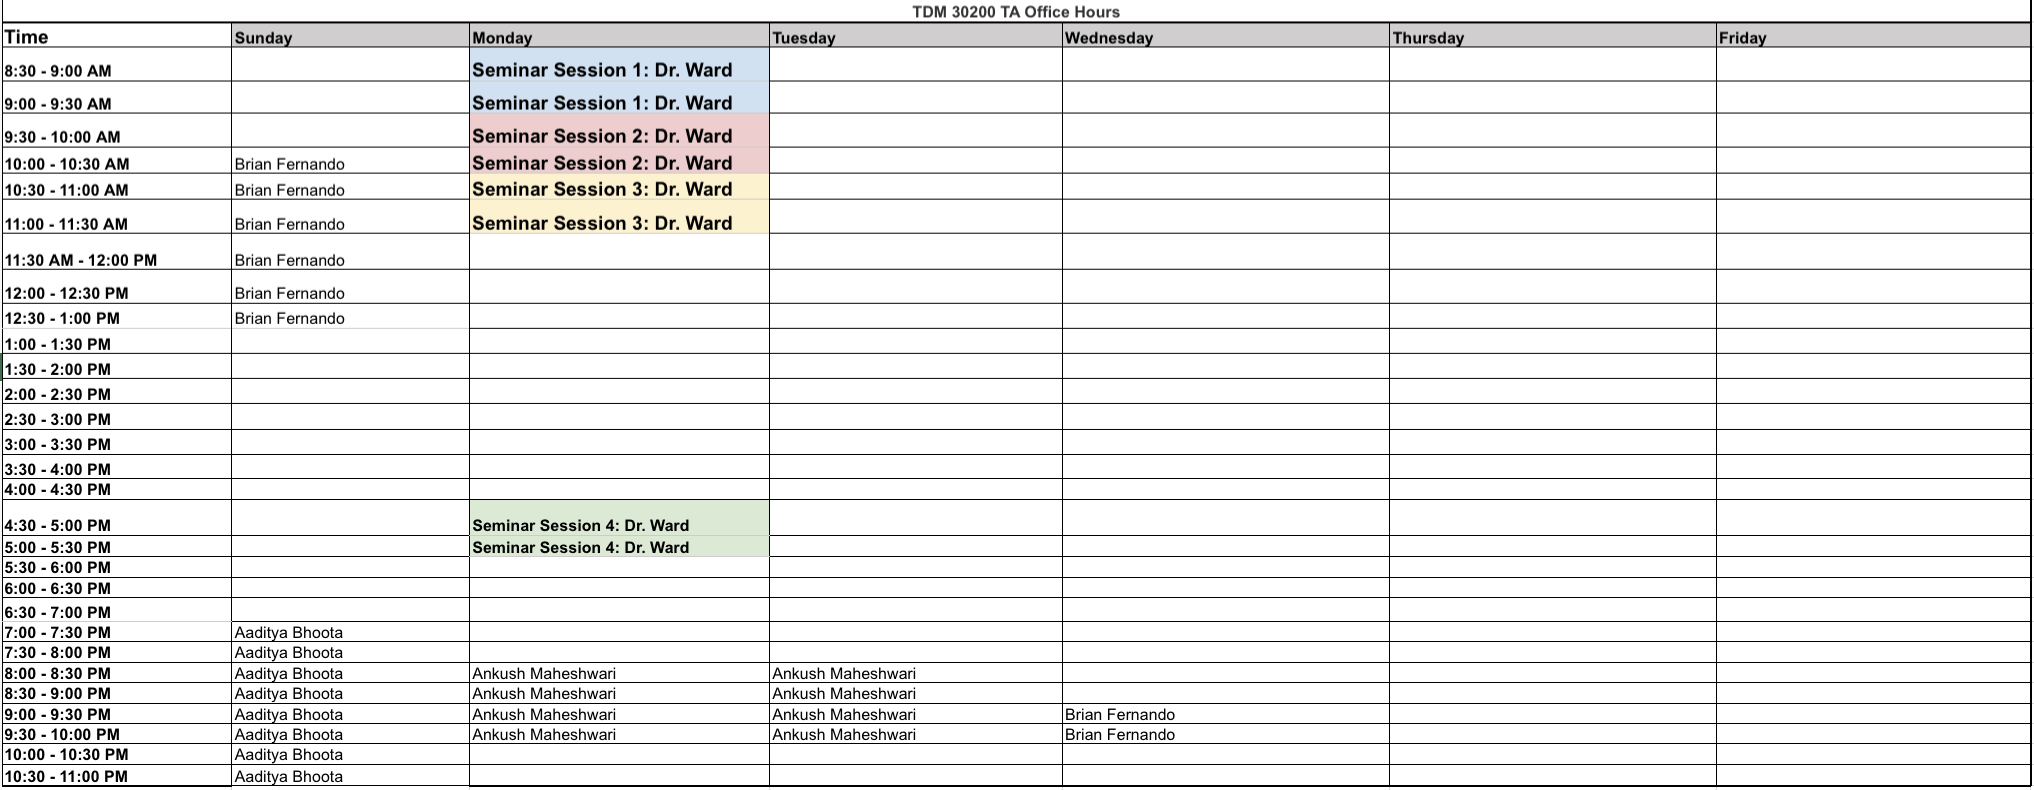 TDM 30200 TA Office Hours
Time Sunday Monday Tuesday Wednesday Thursday Friday
8:30 - 9:00 AM Seminar Session 1: Dr. Ward
9:00 - 9:30 AM Seminar Session 1: Dr. Ward
9:30 - 10:00 AM Seminar Session 2: Dr. Ward
10:00 - 10:30 AM Brian Fernando Seminar Session 2: Dr. Ward
10:30 - 11:00 AM Brian Fernando Seminar Session 3: Dr. Ward
11:00 - 11:30 AM Brian Fernando Seminar Session 3: Dr. Ward
11:30 AM - 12:00 PM Brian Fernando
12:00 - 12:30 PM Brian Fernando
12:30 - 1:00 PM Brian Fernando
1:00 - 1:30 PM
1:30 - 2:00 PM
2:00 - 2:30 PM
2:30 - 3:00 PM
3:00 - 3:30 PM
3:30 - 4:00 PM
4:00 - 4:30 PM
4:30 - 5:00 PM Seminar Session 4: Dr. Ward
5:00 - 5:30 PM Seminar Session 4: Dr. Ward
5:30 - 6:00 PM
6:00 - 6:30 PM
6:30 - 7:00 PM
7:00 - 7:30 PM Aaditya Bhoota
7:30 - 8:00 PM Aaditya Bhoota
8:00 - 8:30 PM Aaditya Bhoota Ankush Maheshwari Ankush Maheshwari
8:30 - 9:00 PM Aaditya Bhoota Ankush Maheshwari Ankush Maheshwari
9:00 - 9:30 PM Aaditya Bhoota Ankush Maheshwari Ankush Maheshwari Brian Fernando
9:30 - 10:00 PM Aaditya Bhoota Ankush Maheshwari Ankush Maheshwari Brian Fernando
10:00 - 10:30 PM Aaditya Bhoota
10:30 - 11:00 PM Aaditya Bhoota